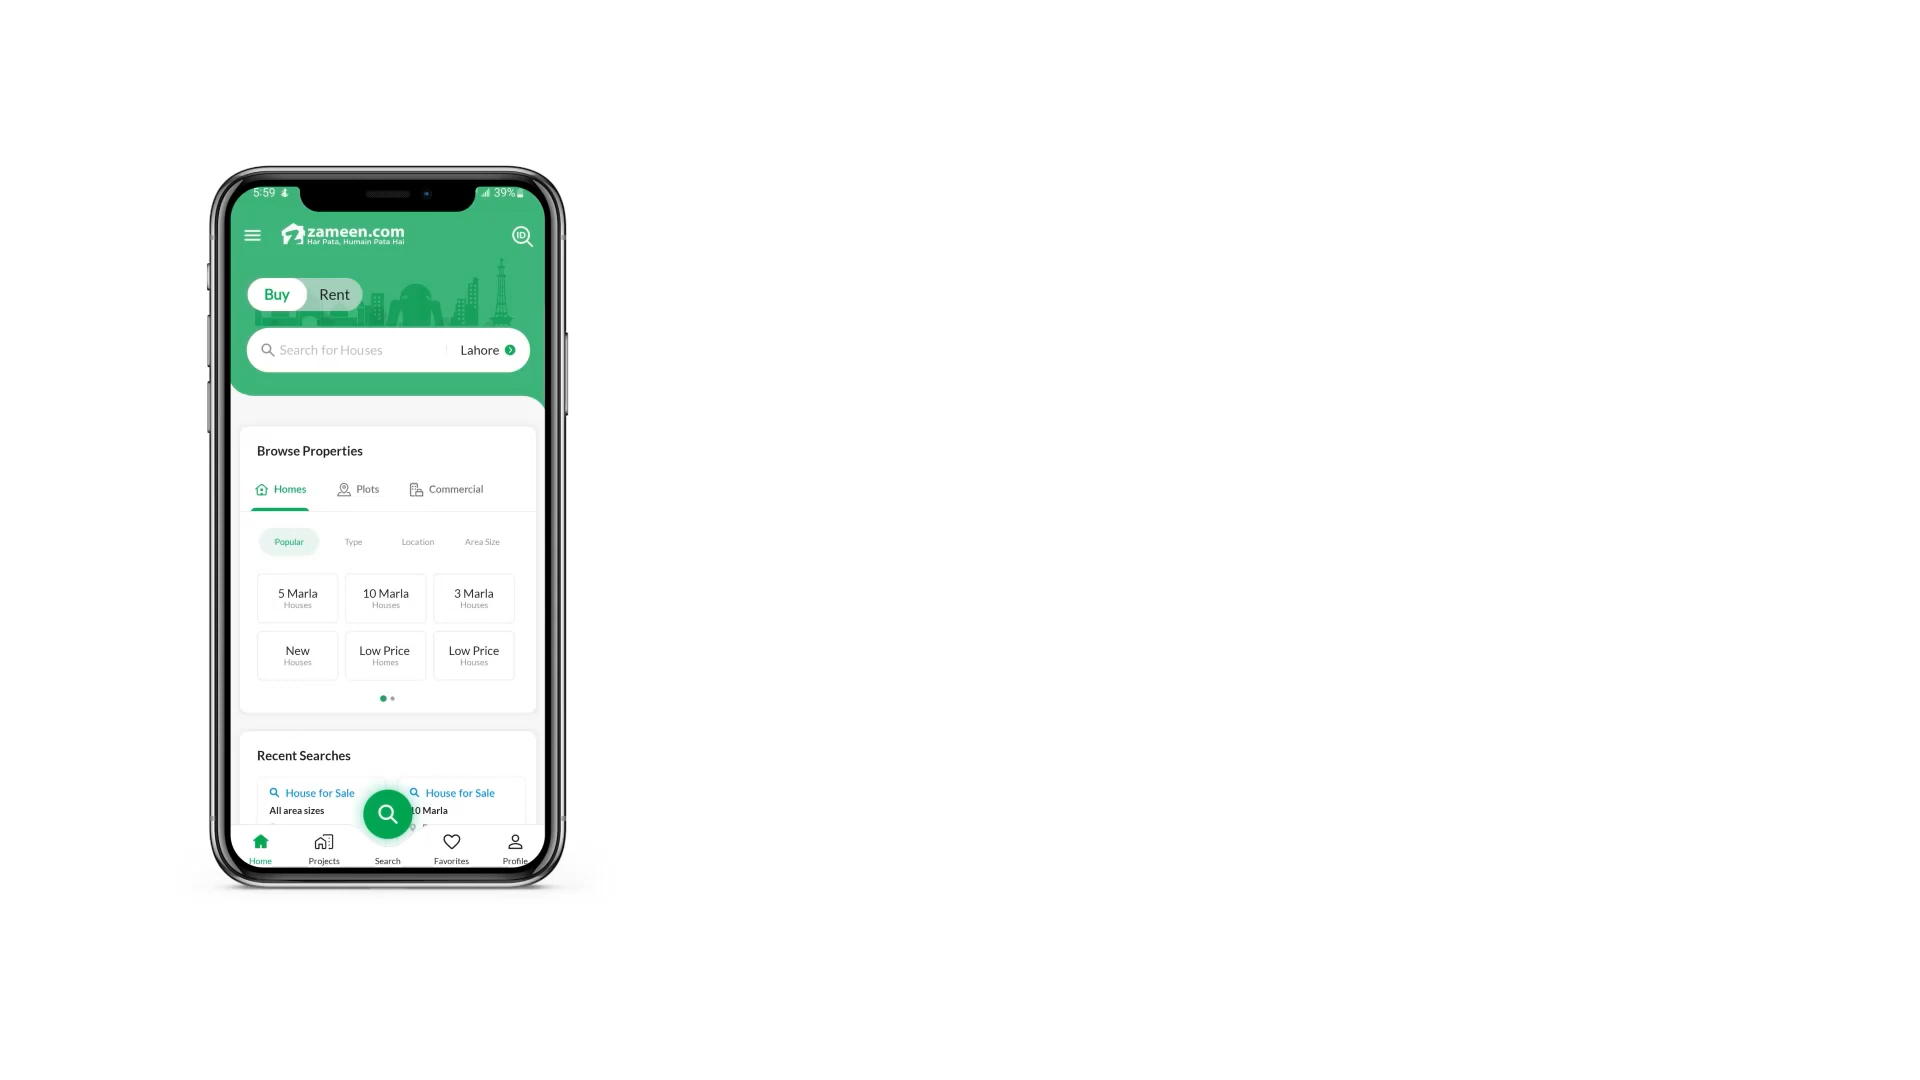 5:59
39%
zameen.com
Har Pata, Humain Pata Hai
ID
Buy Rent
Search for Houses Lahore
Browse Properties
Homes Plots Commercial
Popular Type Location Area Size
5 Marla 10 Marla 3 Marla
Houses Houses Houses
New Low Price Low Price
Houses Homes Houses
Recent Searches
House for Sale House for Sale
All area sizes 10 Marla
Home Projects Search Favorites Profile